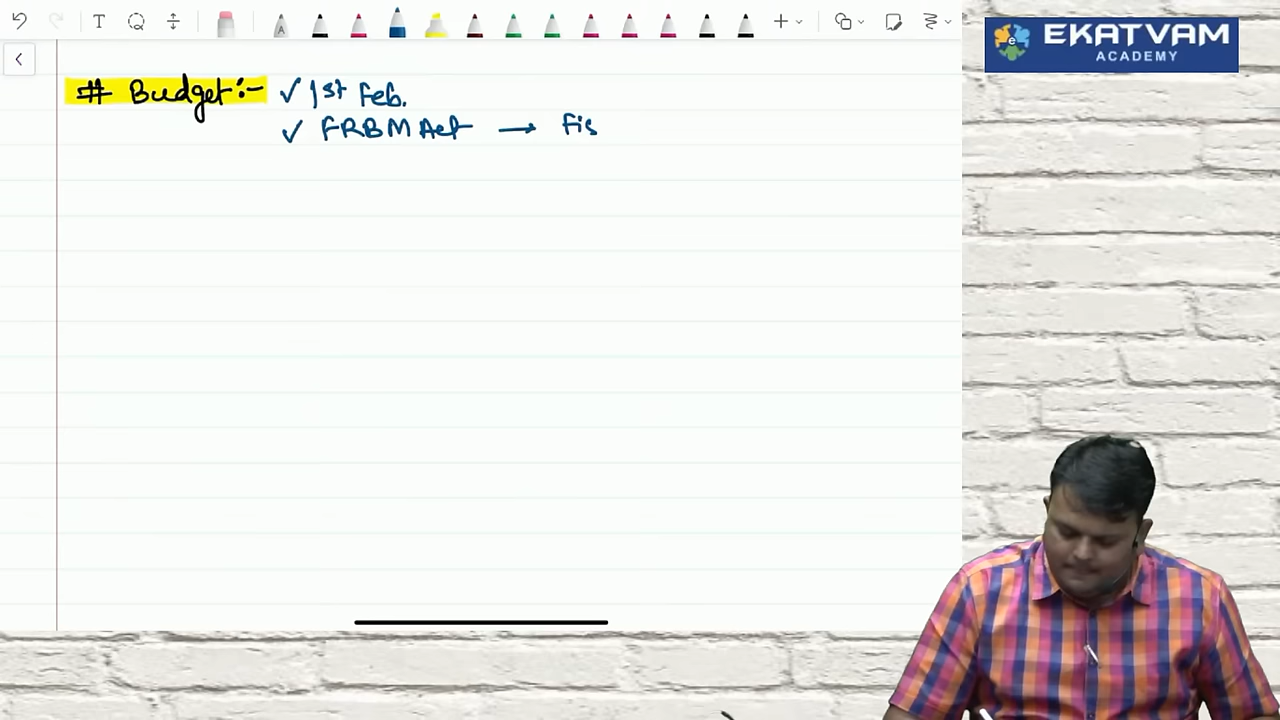 EKATVAM
ACADEMY
# Budget:- ✓ 1st Feb.
✓ FRBM Act → Fis